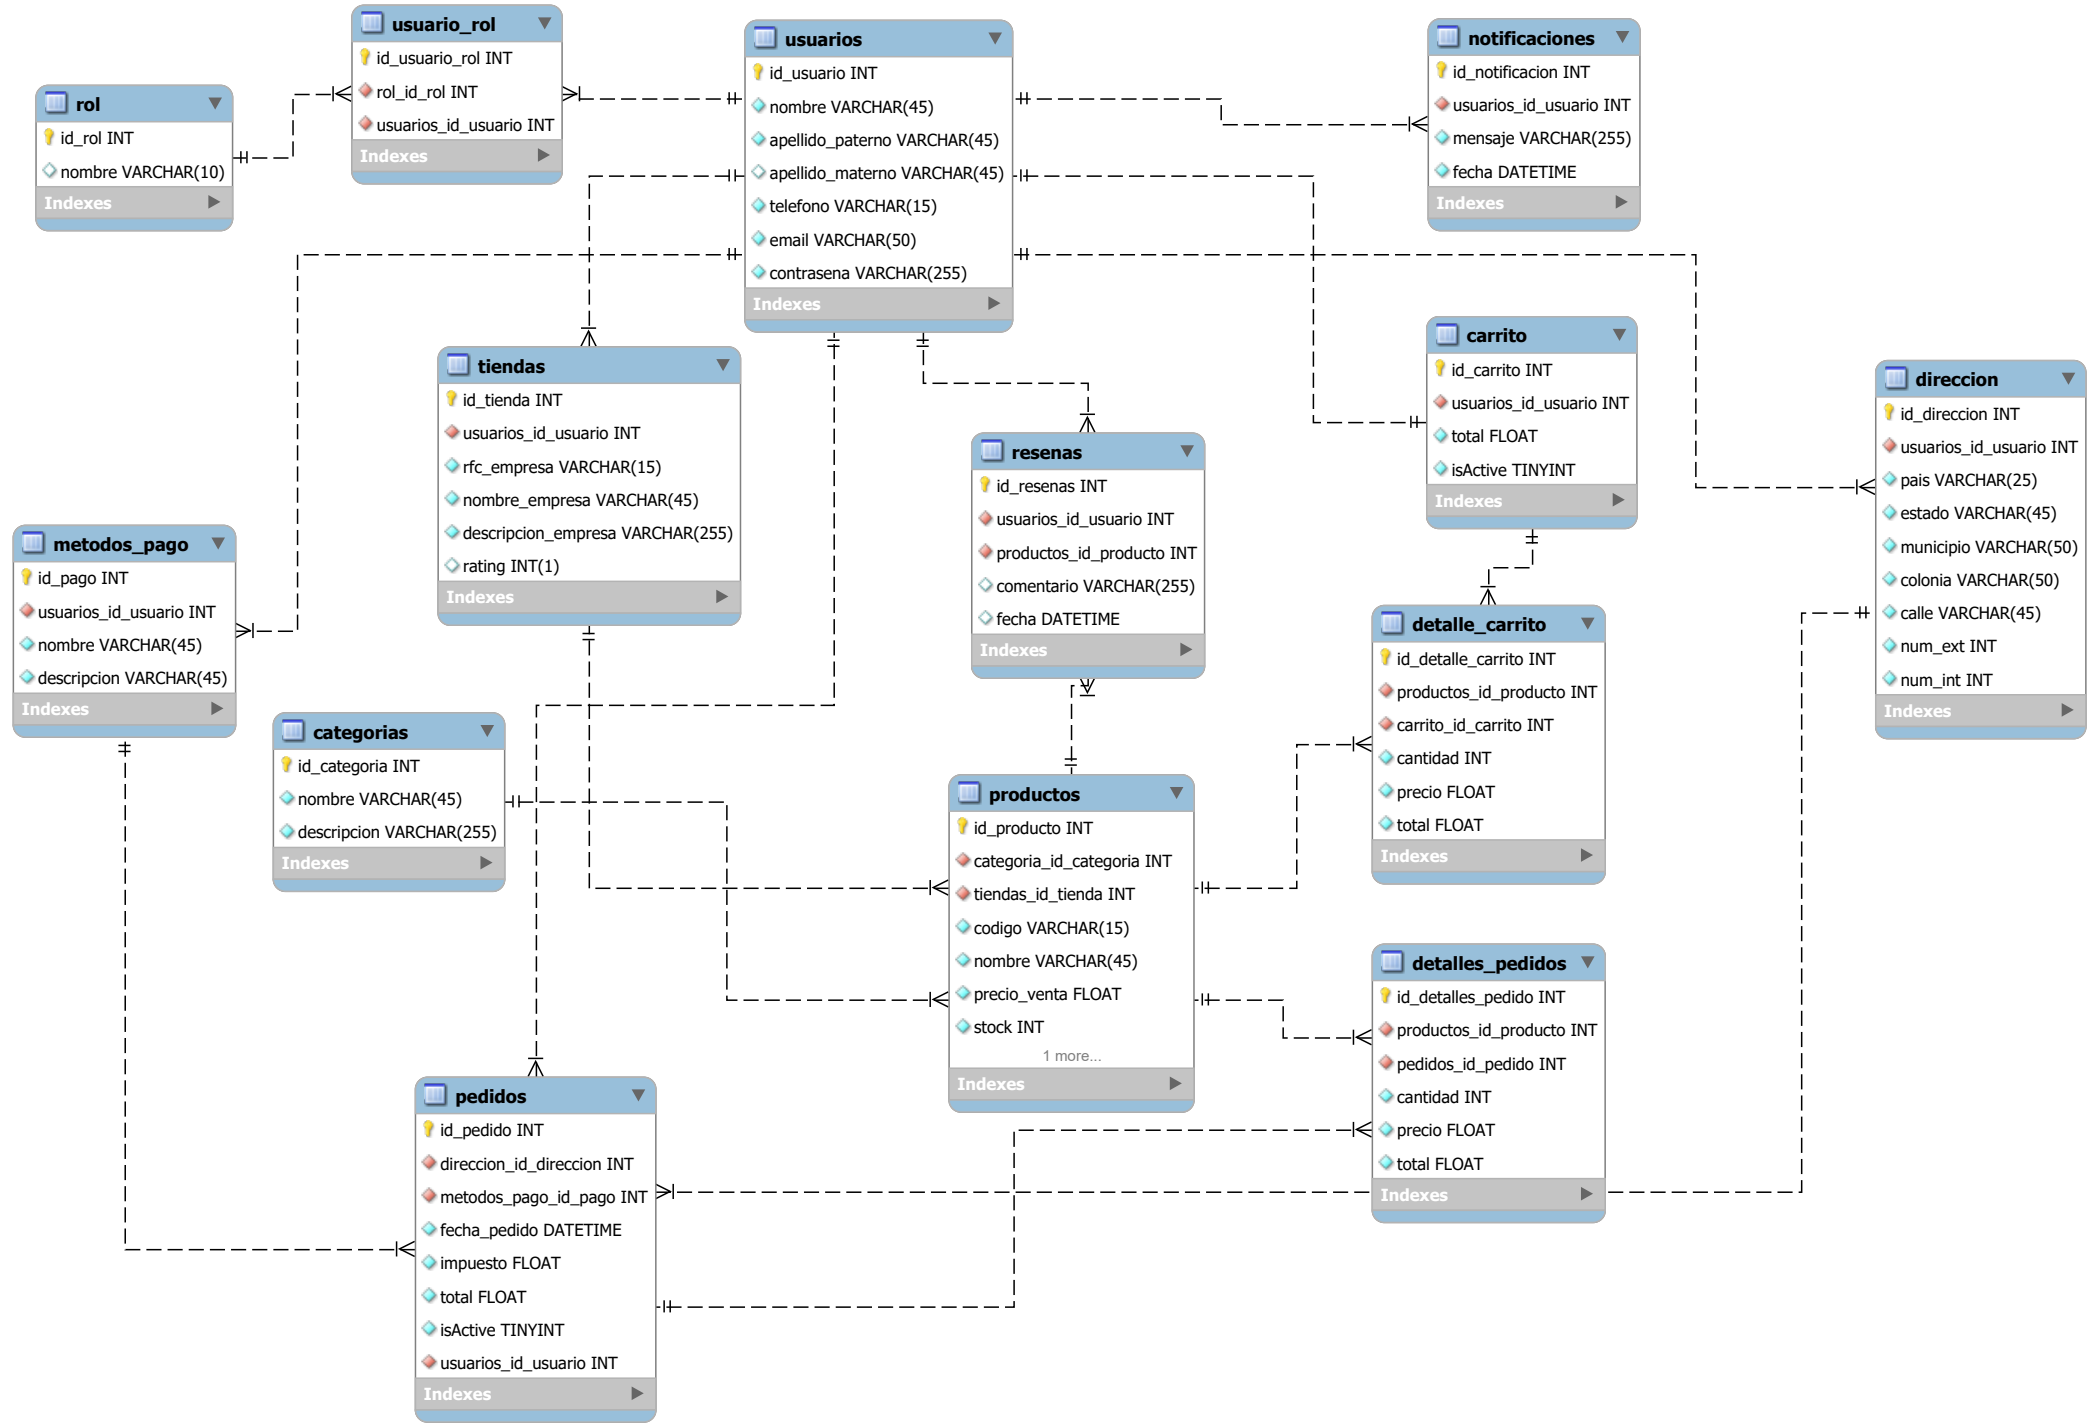 rol
id_rol INT
nombre VARCHAR(10)
Indexes
usuario_rol
id_usuario_rol INT
rol_id_rol INT
usuarios_id_usuario INT
Indexes
usuarios
id_usuario INT
nombre VARCHAR(45)
apellido_paterno VARCHAR(45)
apellido_materno VARCHAR(45)
telefono VARCHAR(15)
email VARCHAR(50)
contrasena VARCHAR(255)
Indexes
notificaciones
id_notificacion INT
usuarios_id_usuario INT
mensaje VARCHAR(255)
fecha DATETIME
Indexes
tiendas
id_tienda INT
usuarios_id_usuario INT
rfc_empresa VARCHAR(15)
nombre_empresa VARCHAR(45)
descripcion_empresa VARCHAR(255)
rating INT(1)
Indexes
resenas
id_resenas INT
usuarios_id_usuario INT
productos_id_producto INT
comentario VARCHAR(255)
fecha DATETIME
Indexes
carrito
id_carrito INT
usuarios_id_usuario INT
total FLOAT
isActive TINYINT
Indexes
direccion
id_direccion INT
usuarios_id_usuario INT
pais VARCHAR(25)
estado VARCHAR(45)
municipio VARCHAR(50)
colonia VARCHAR(50)
calle VARCHAR(45)
num_ext INT
num_int INT
Indexes
metodos_pago
id_pago INT
usuarios_id_usuario INT
nombre VARCHAR(45)
descripcion VARCHAR(45)
Indexes
categorias
id_categoria INT
nombre VARCHAR(45)
descripcion VARCHAR(255)
Indexes
detalle_carrito
id_detalle_carrito INT
productos_id_producto INT
carrito_id_carrito INT
cantidad INT
precio FLOAT
total FLOAT
Indexes
productos
id_producto INT
categoria_id_categoria INT
tiendas_id_tienda INT
codigo VARCHAR(15)
nombre VARCHAR(45)
precio_venta FLOAT
stock INT
1 more...
Indexes
detalles_pedidos
id_detalles_pedido INT
productos_id_producto INT
pedidos_id_pedido INT
cantidad INT
precio FLOAT
total FLOAT
Indexes
pedidos
id_pedido INT
direccion_id_direccion INT
metodos_pago_id_pago INT
fecha_pedido DATETIME
impuesto FLOAT
total FLOAT
isActive TINYINT
usuarios_id_usuario INT
Indexes